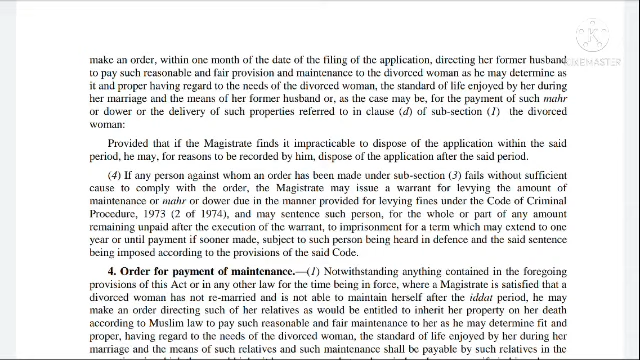 make an order, within one month of the date of the filing of the application, directing her former husband
to pay such reasonable and fair provision and maintenance to the divorced woman as he may determine as
it and proper having regard to the needs of the divorced woman, the standard of life enjoyed by her during
her marriage and the means of her former husband or, as the case may be, for the payment of such mahr
or dower or the delivery of such properties referred to in clause (d) of sub-section (1) the divorced
woman:
Provided that if the Magistrate finds it impracticable to dispose of the application within the said
period, he may, for reasons to be recorded by him, dispose of the application after the said period.
(4) If any person against whom an order has been made under sub-section (3) fails without sufficient
cause to comply with the order, the Magistrate may issue a warrant for levying the amount of
maintenance or mahr or dower due in the manner provided for levying fines under the Code of Criminal
Procedure, 1973 (2 of 1974), and may sentence such person, for the whole or part of any amount
remaining unpaid after the execution of the warrant, to imprisonment for a term which may extend to one
year or until payment if sooner made, subject to such person being heard in defence and the said sentence
being imposed according to the provisions of the said Code.
4. Order for payment of maintenance.—(1) Notwithstanding anything contained in the foregoing
provisions of this Act or in any other law for the time being in force, where a Magistrate is satisfied that a
divorced woman has not re-married and is not able to maintain herself after the iddat period, he may
make an order directing such of her relatives as would be entitled to inherit her property on her death
according to Muslim law to pay such reasonable and fair maintenance to her as he may determine fit and
proper, having regard to the needs of the divorced woman, the standard of life enjoyed by her during her
marriage and the means of such relatives and such maintenance shall be payable by such relatives in the
K
KINEMASTER